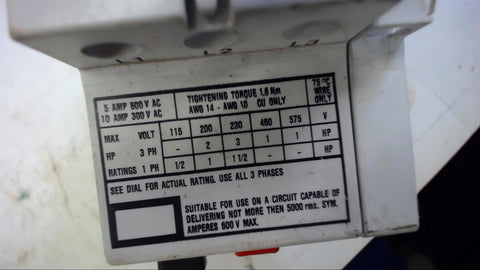 L1 L2 L3
5 AMP 600 V AC
10 AMP 300 V AC
TIGHTENING TORQUE 1,8 Nm
AWG 14 - AWG 10 CU ONLY
75 °C
WIRE
ONLY
MAX VOLT 115 200 230 460 575 V
HP 3 PH - 2 3 1 1 HP
RATINGS 1 PH 1/2 1 1 1/2 - - HP
SEE DIAL FOR ACTUAL RATING. USE ALL 3 PHASES
SUITABLE FOR USE ON A CIRCUIT CAPABLE OF
DELIVERING NOT MORE THEN 5000 rms. SYM.
AMPERES 600 V MAX.